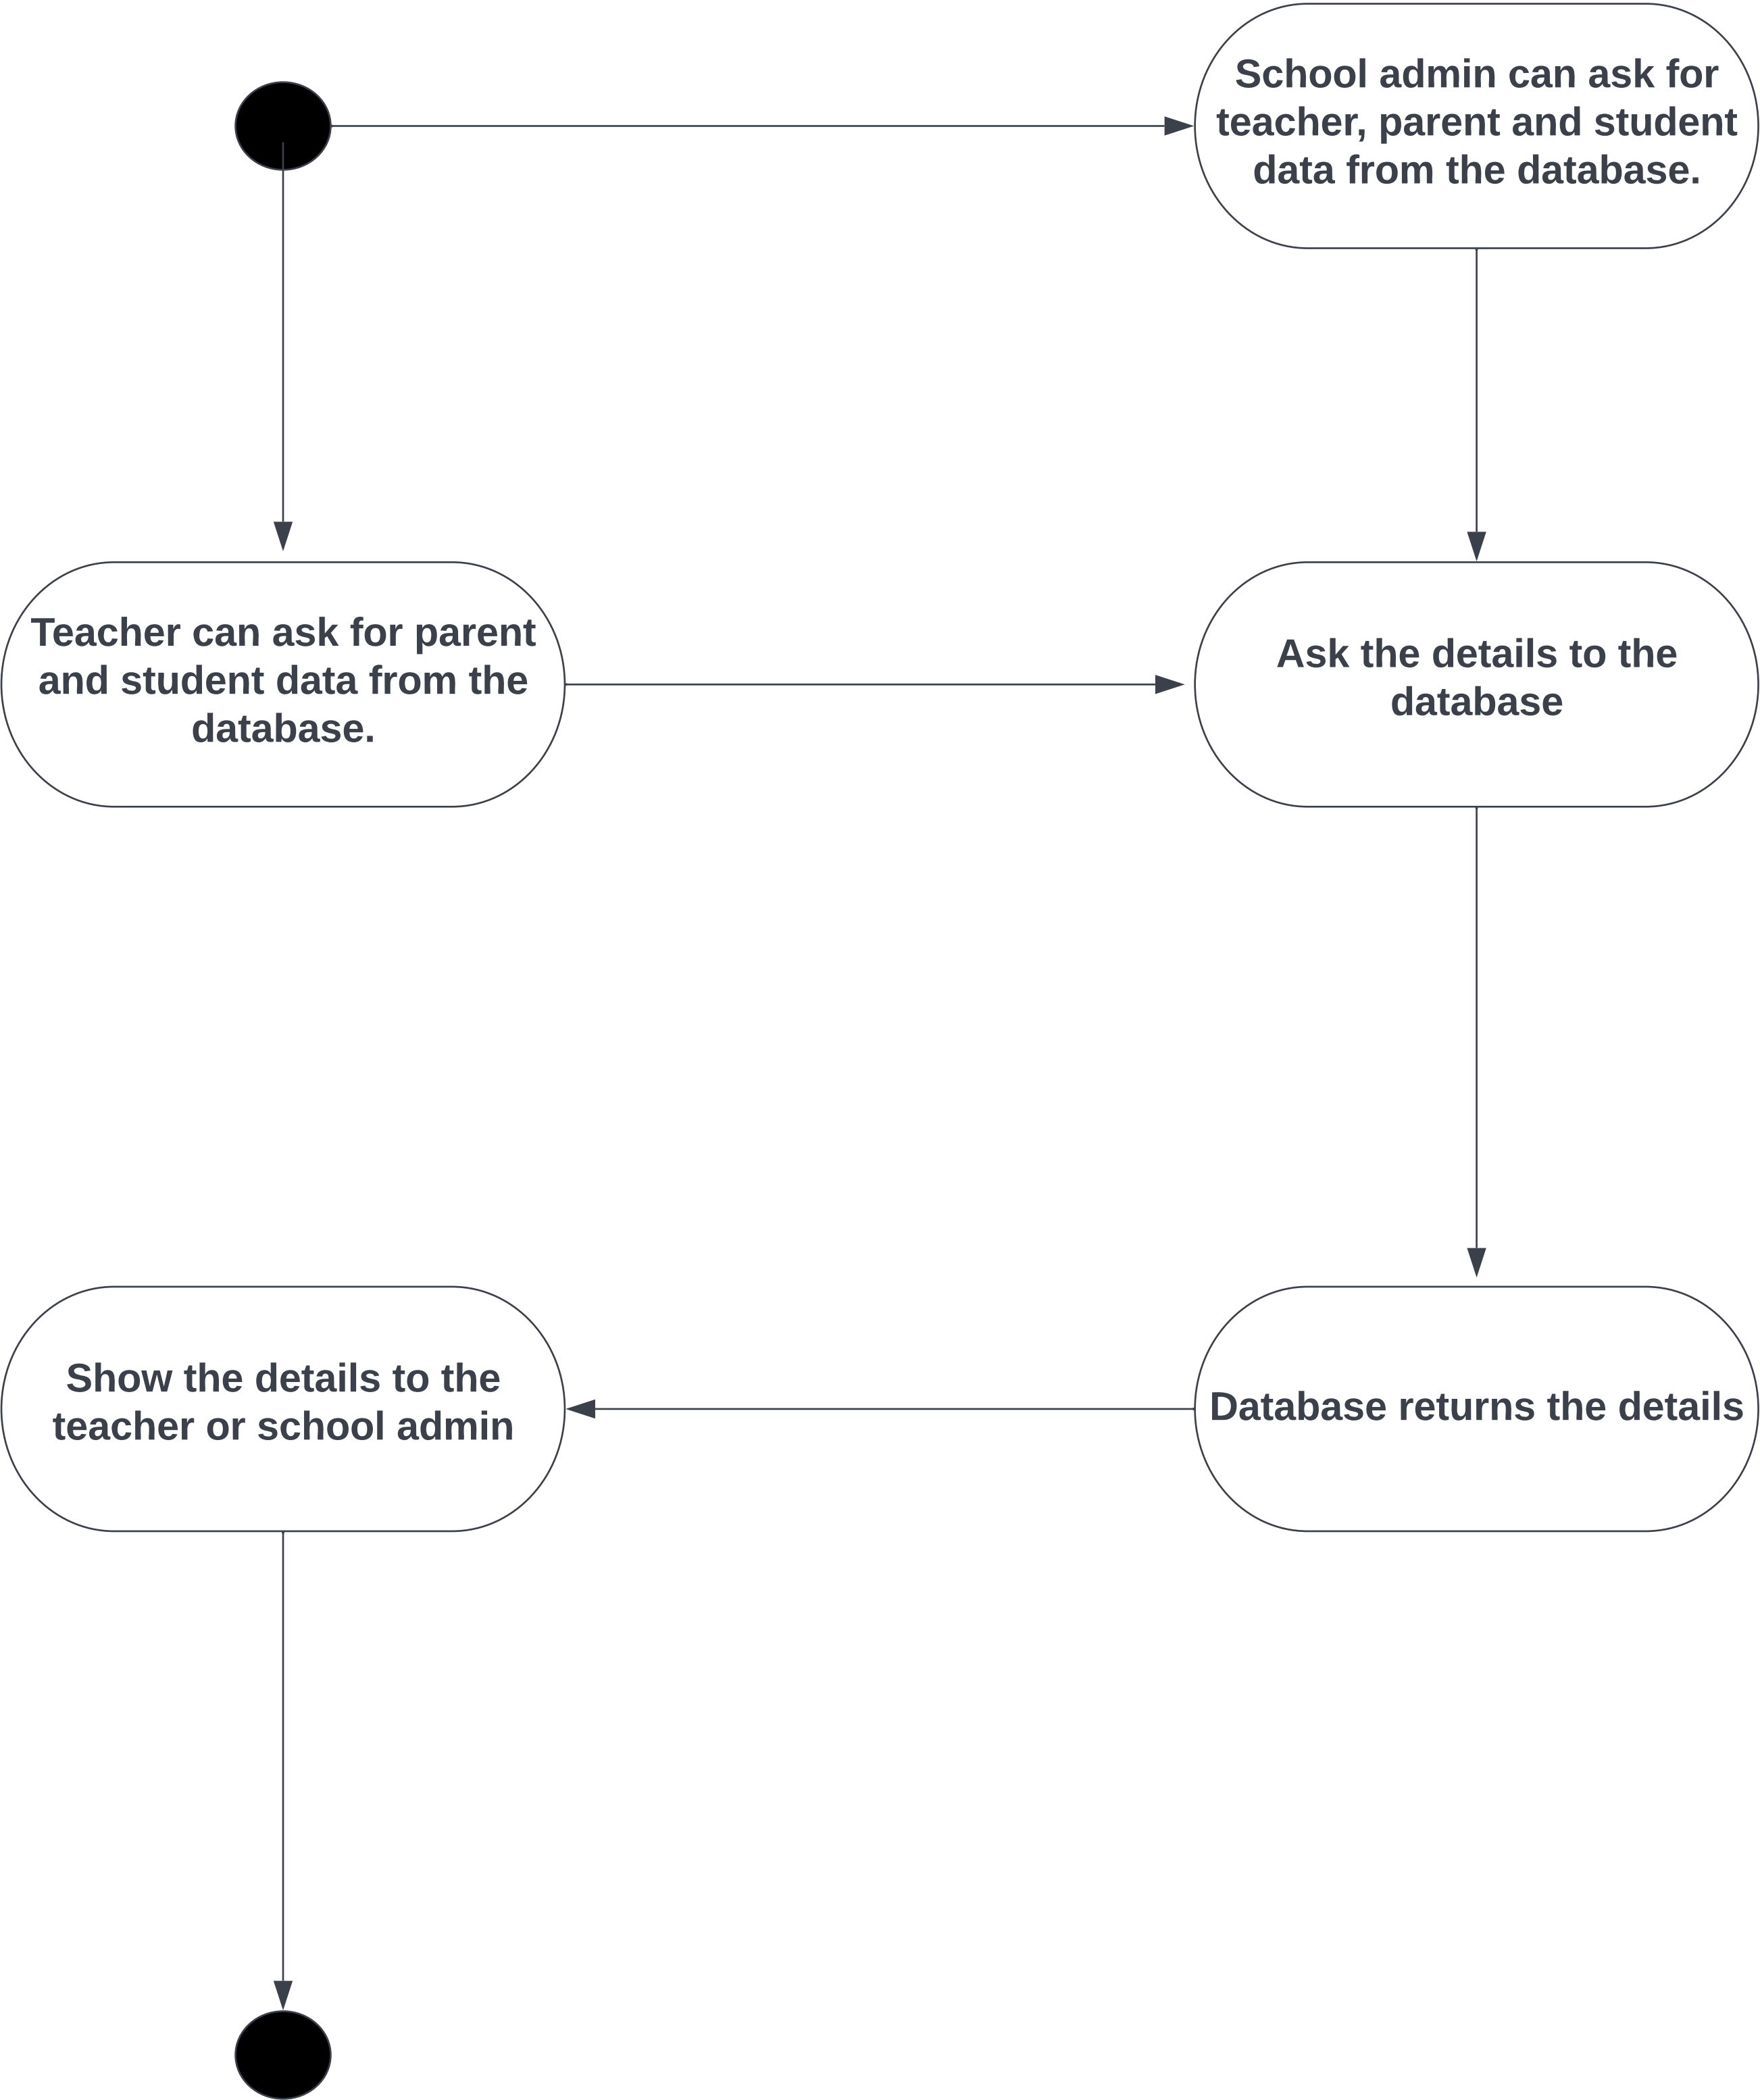 School admin can ask for
teacher, parent and student
data from the database.
Teacher can ask for parent
and student data from the
database.
Ask the details to the
database
Show the details to the
teacher or school admin
Database returns the details